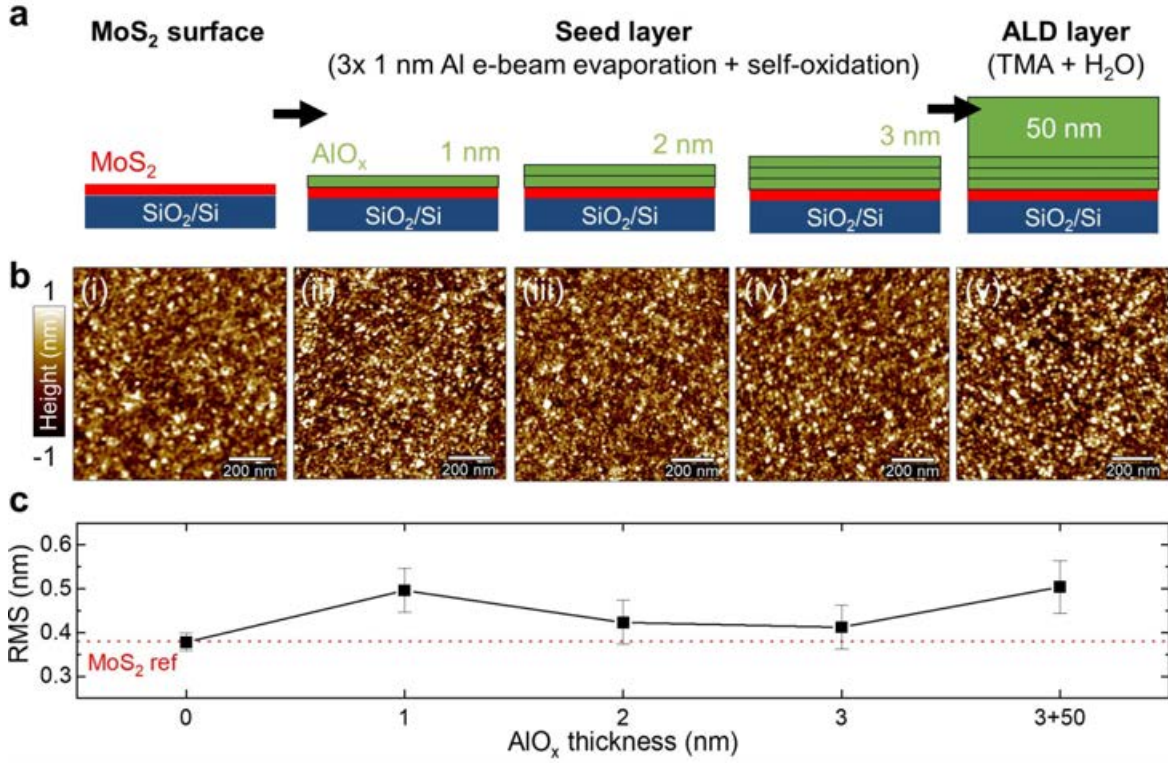 a
MoS₂ surface
Seed layer
(3x 1 nm Al e-beam evaporation + self-oxidation)
ALD layer
(TMA + H₂O)
MoS₂
SiO₂/Si
AlOₓ 1 nm
SiO₂/Si
2 nm
SiO₂/Si
3 nm
SiO₂/Si
50 nm
SiO₂/Si
b
1
Height (nm)
-1
(i)
200 nm
(ii)
200 nm
(iii)
200 nm
(iv)
200 nm
(v)
200 nm
c
RMS (nm)
0.6
0.5
0.4
0.3
MoS₂ ref
0 1 2 3 3+50
AlOₓ thickness (nm)